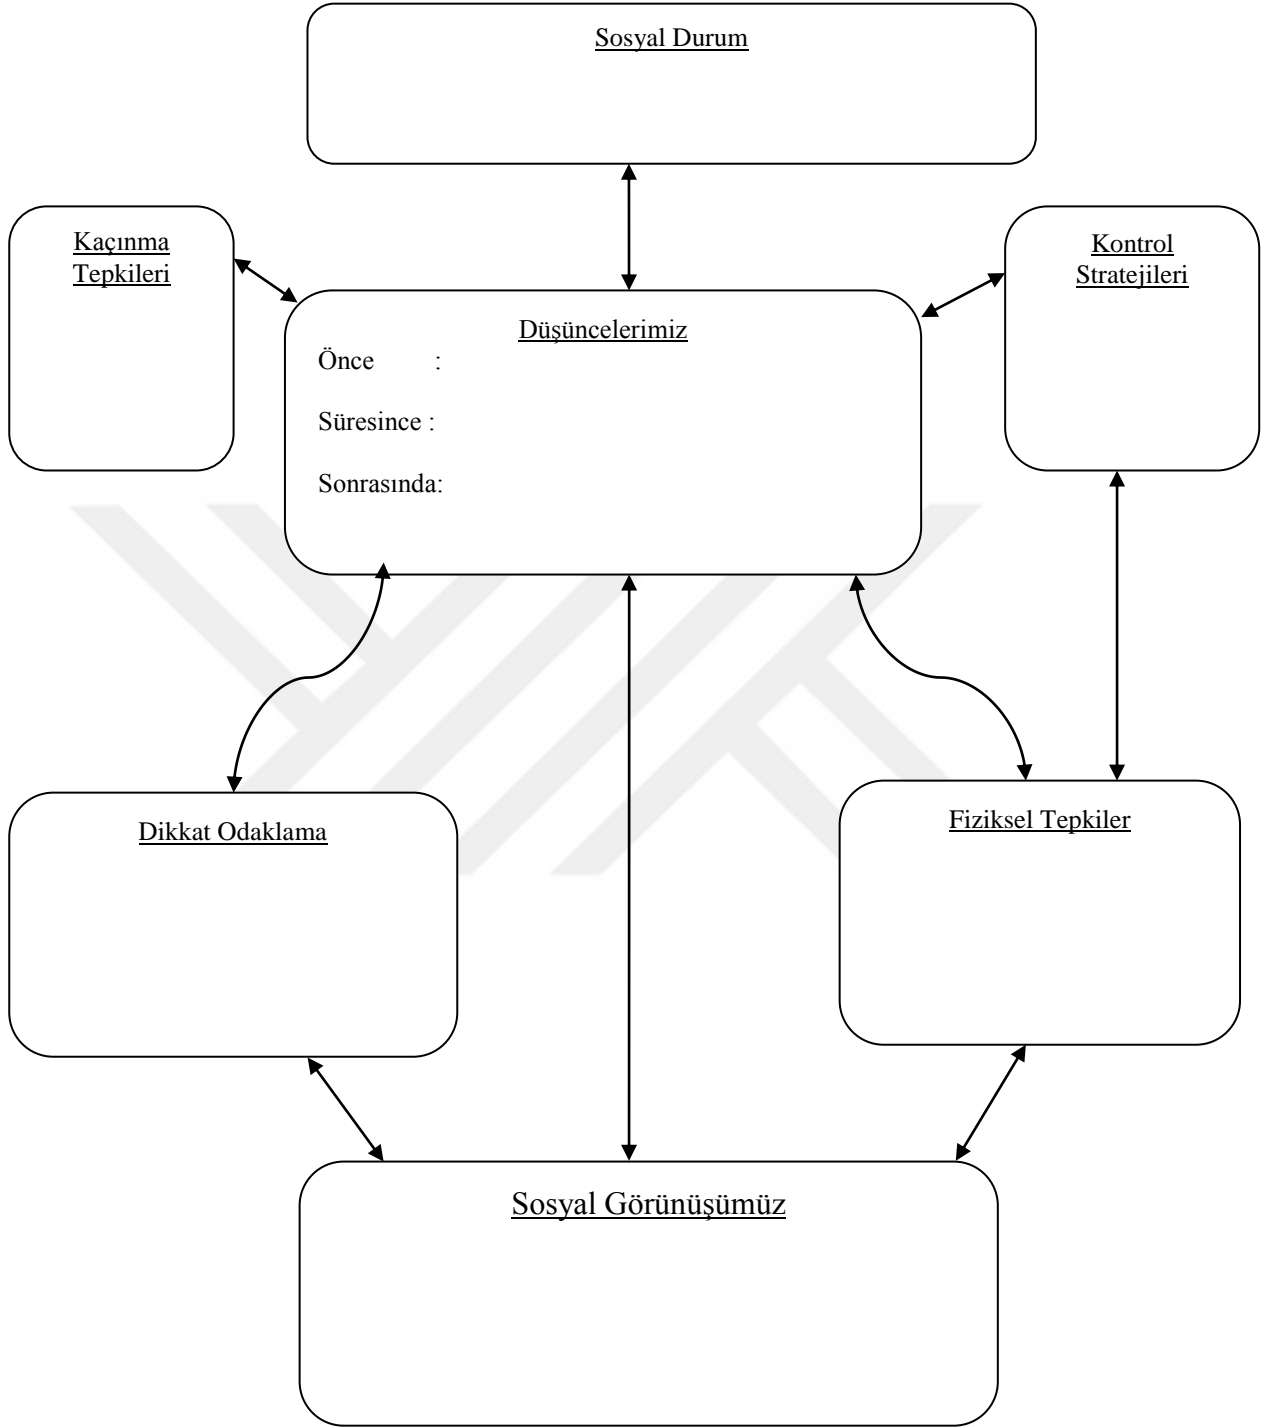 Sosyal Durum
Kaçınma
Tepkileri
Kontrol
Stratejileri
Düşüncelerimiz
Önce :
Süresince :
Sonrasında:
Dikkat Odaklama
Fiziksel Tepkiler
Sosyal Görünüşümüz